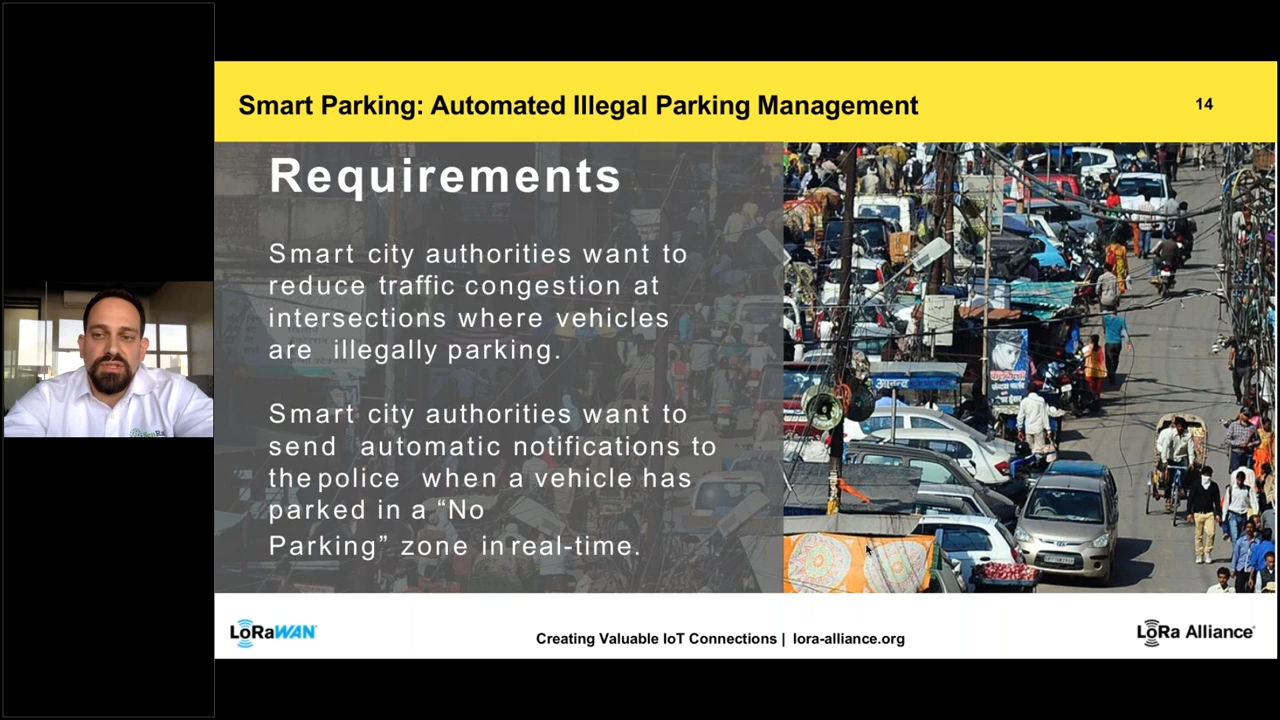 Smart Parking: Automated Illegal Parking Management
14
Requirements
Smart city authorities want to
reduce traffic congestion at
intersections where vehicles
are illegally parking.
Smart city authorities want to
send automatic notifications to
the police when a vehicle has
parked in a “No
Parking” zone in real-time.
आनन्द
LoRaWAN
Creating Valuable IoT Connections | lora-alliance.org
LoRa Alliance